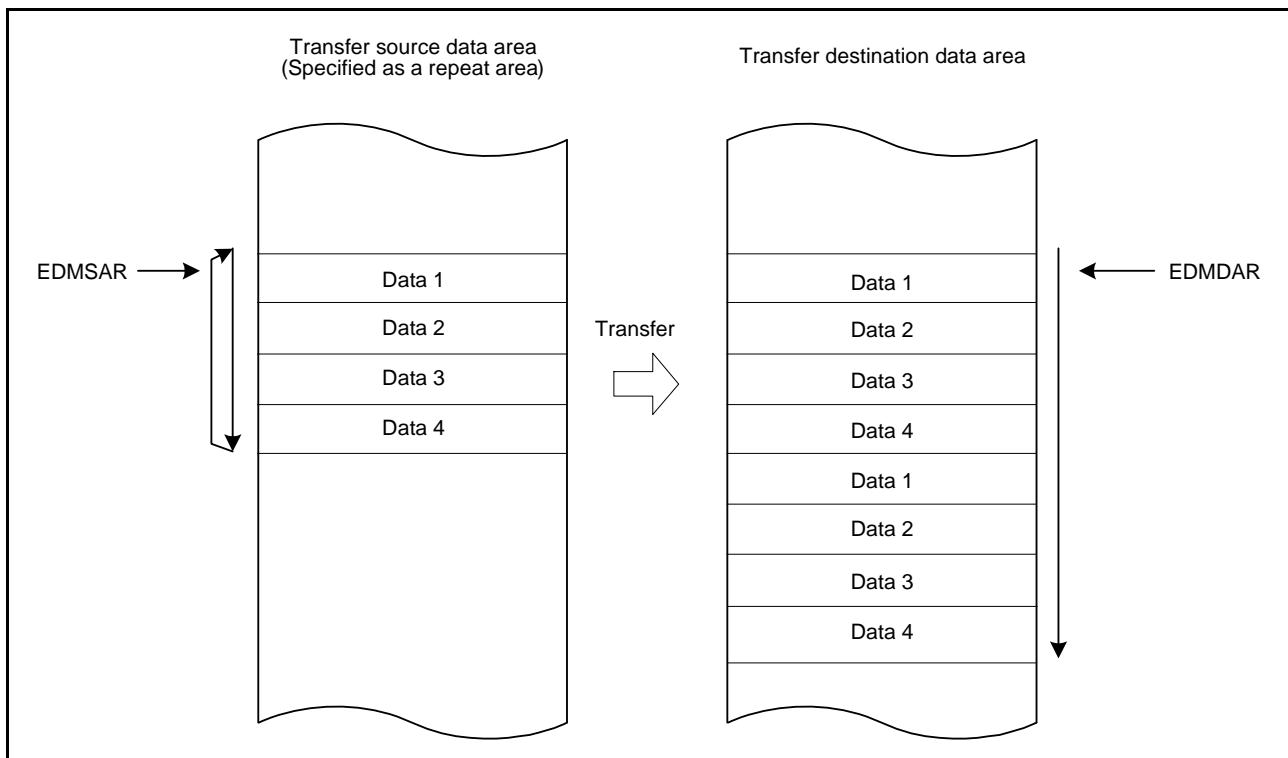 Transfer source data area
(Specified as a repeat area)
Transfer destination data area
EDMSAR
Data 1
Data 2
Data 3
Data 4
Transfer
Data 1
Data 2
Data 3
Data 4
Data 1
Data 2
Data 3
Data 4
EDMDAR